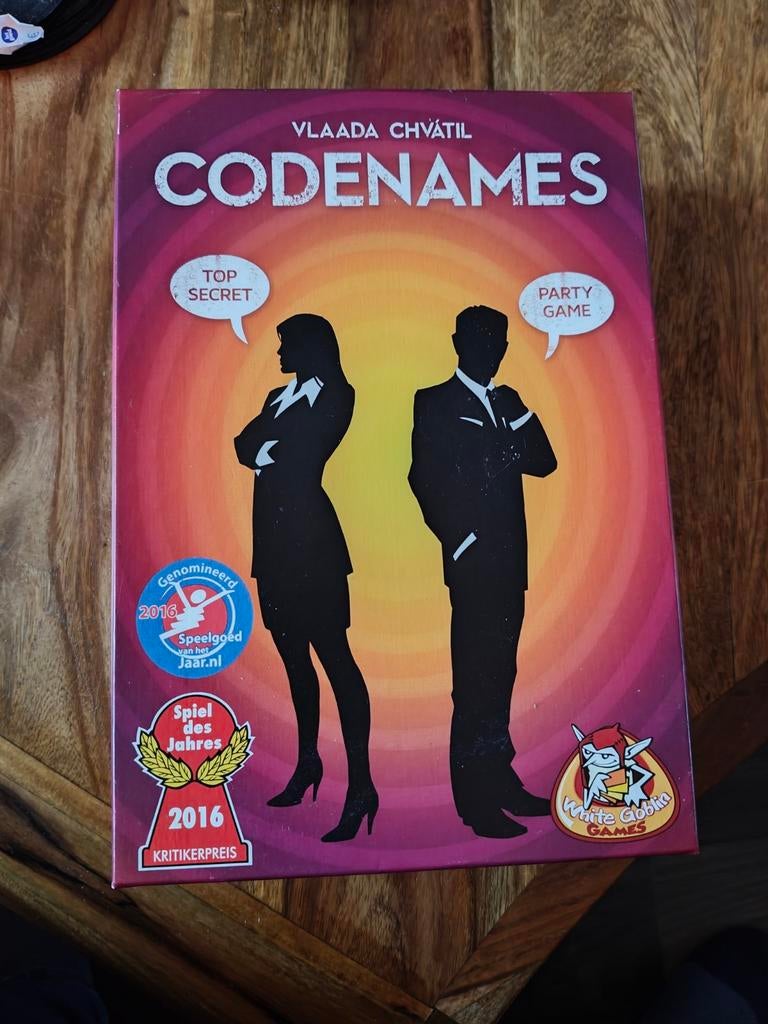 VLAADA CHVÁTIL
CODENAMES
TOP
SECRET
PARTY
GAME
Genomineerd
2016
Speelgoed
van het
Jaar.nl
Spiel
des
Jahres
2016
KRITIKERPREIS
White Goblin
GAMES